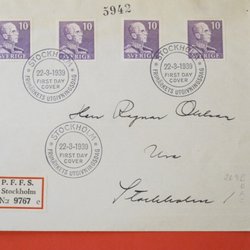 5942
10 10 10 10
SVERIGE SVERIGE SVERIGE SVERIGE
STOCKHOLM
22-3-1939
FIRST DAY
COVER
FRIMÄRKETS UTGIVNINGSDAG
STOCKHOLM
22-3-1939
FIRST DAY
COVER
FRIMÄRKETS UTGIVNINGSDAG
STOCKHOLM
22-3-1939
FIRST DAY
COVER
FRIMÄRKETS UTGIVNINGSDAG
Herr Ragnar Ohlson
Stockholm 1
P. F. F. S.
Stockholm
No 9767 c